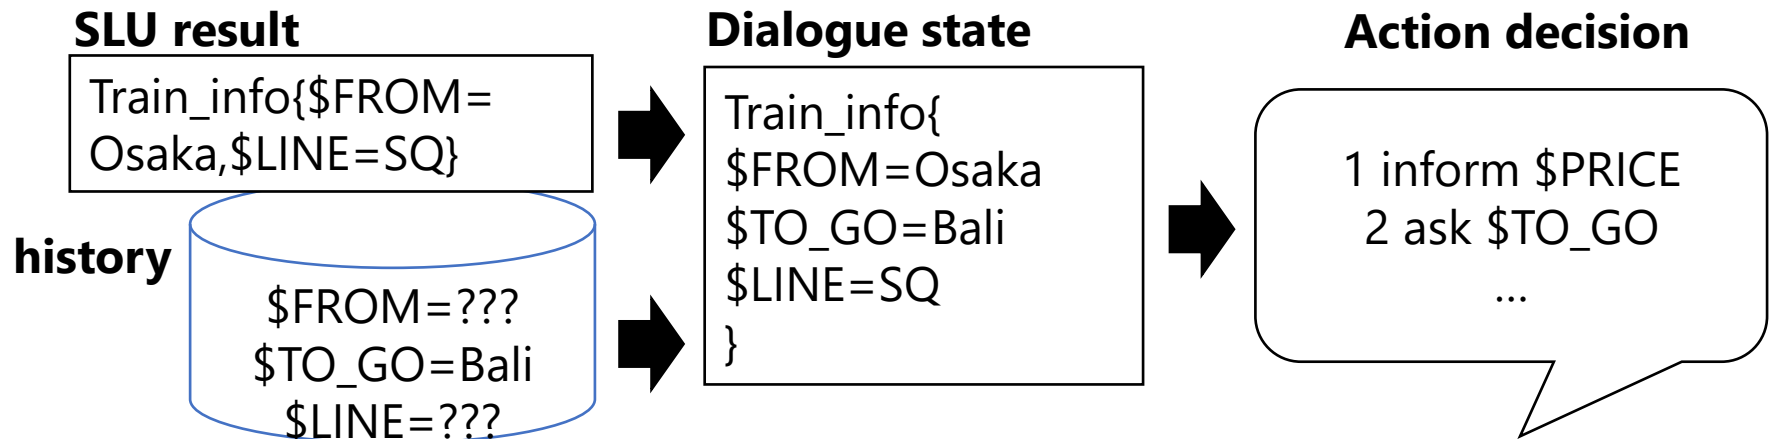 SLU result
Train_info{$FROM=
Osaka,$LINE=SQ}
history
$FROM=???
$TO_GO=Bali
$LINE=???
Dialogue state
Train_info{
$FROM=Osaka
$TO_GO=Bali
$LINE=SQ
}
Action decision
1 inform $PRICE
2 ask $TO_GO
...